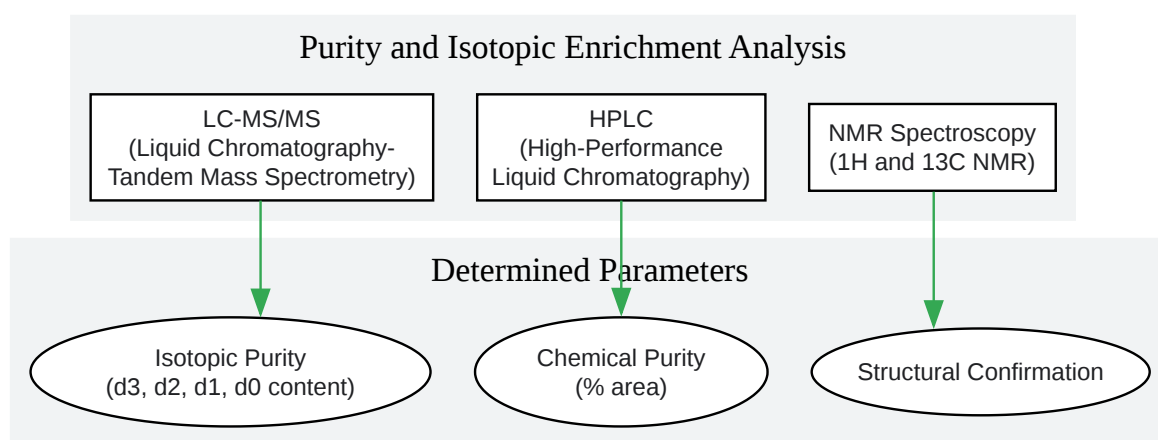 Purity and Isotopic Enrichment Analysis
LC-MS/MS
(Liquid Chromatography-
Tandem Mass Spectrometry)
HPLC
(High-Performance
Liquid Chromatography)
NMR Spectroscopy
(1H and 13C NMR)
Determined Parameters
Isotopic Purity
(d3, d2, d1, d0 content)
Chemical Purity
(% area)
Structural Confirmation